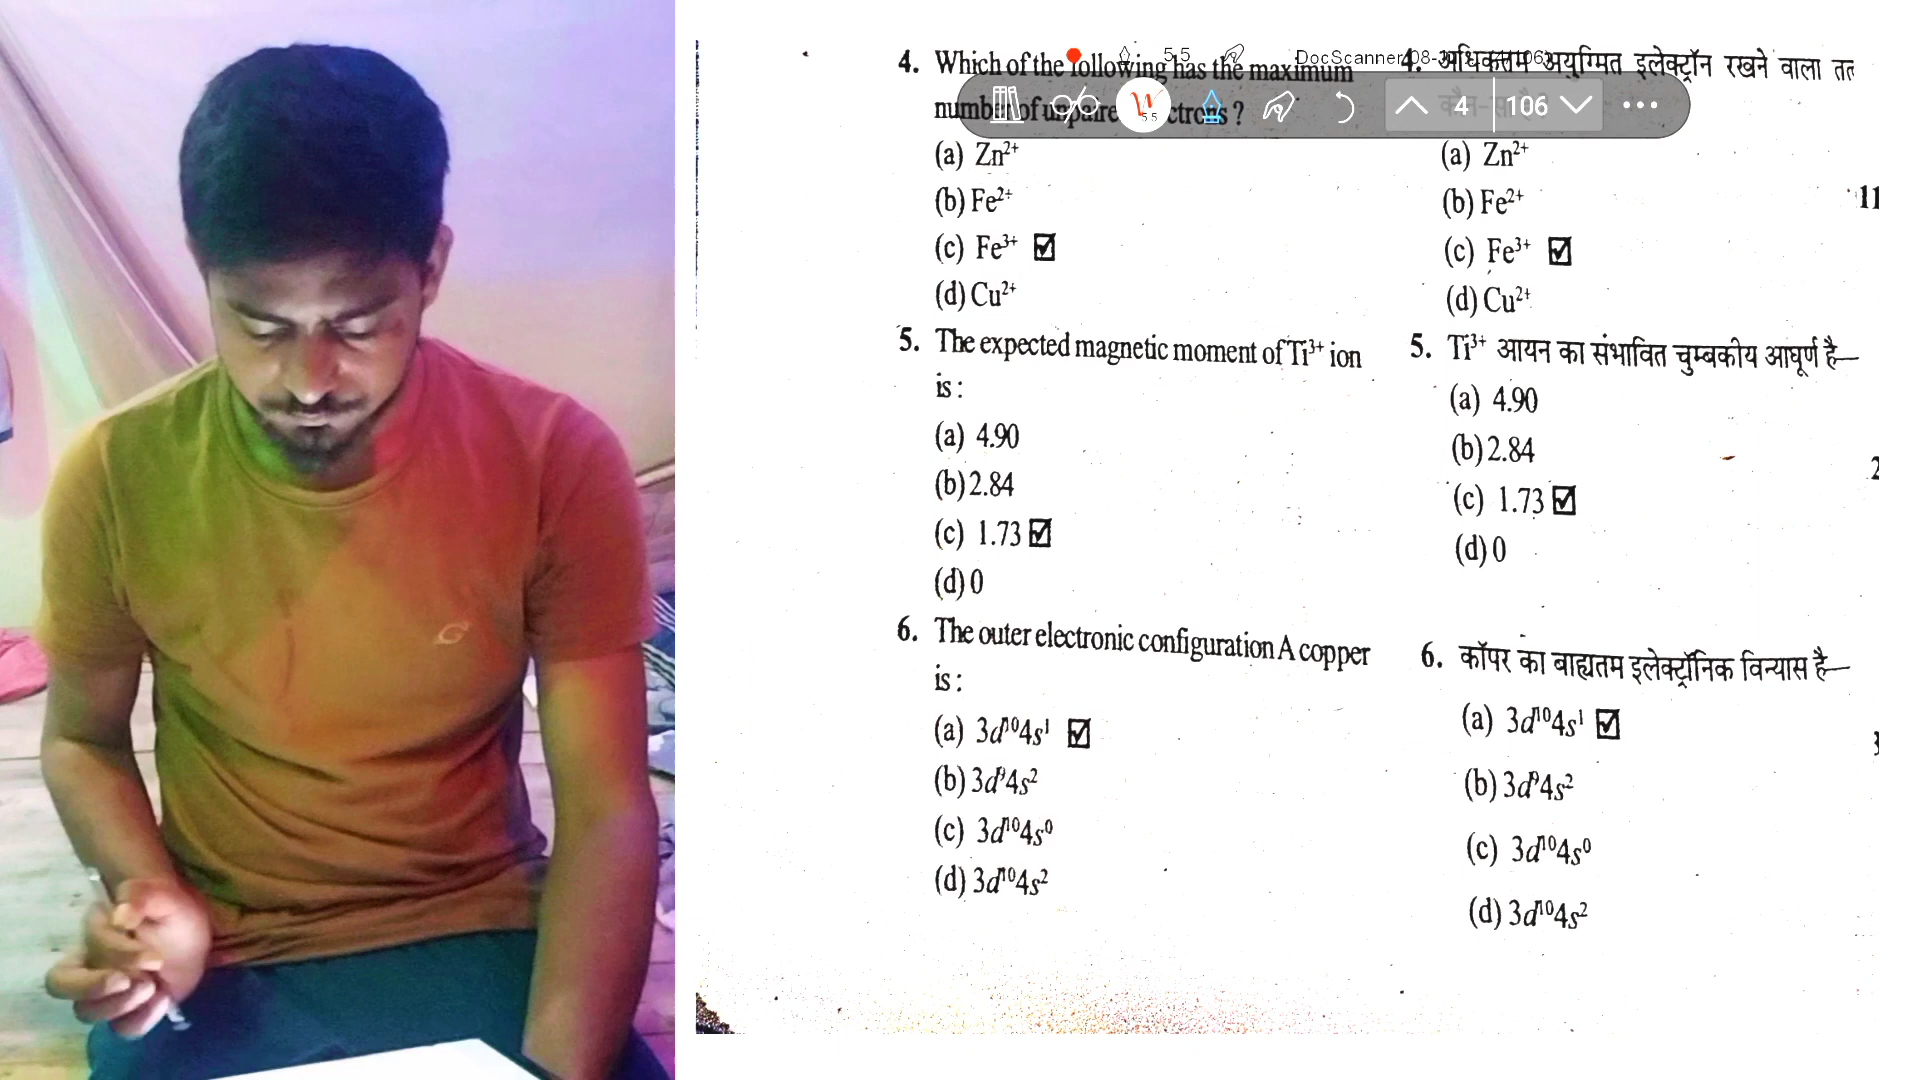 DocScanner 08-
55
4 106
4. Which of the following has the maximum
number of unpaired electrons ?
(a) Zn²⁺
(b) Fe²⁺
(c) Fe³⁺ ☑
(d) Cu²⁺
5. The expected magnetic moment of Ti³⁺ ion
is :
(a) 4.90
(b) 2.84
(c) 1.73 ☑
(d) 0
6. The outer electronic configuration A copper
is :
(a) 3d¹⁰4s¹ ☑
(b) 3d⁹4s²
(c) 3d¹⁰4s⁰
(d) 3d¹⁰4s²
4. अधिकतम अयुग्मित इलेक्ट्रॉन रखने वाला
कौन-सा है
(a) Zn²⁺
(b) Fe²⁺
(c) Fe³⁺ ☑
(d) Cu²⁺
5. Ti³⁺ आयन का संभावित चुम्बकीय आघूर्ण है—
(a) 4.90
(b) 2.84
(c) 1.73 ☑
(d) 0
6. कॉपर का बाह्यतम इलेक्ट्रॉनिक विन्यास है—
(a) 3d¹⁰4s¹ ☑
(b) 3d⁹4s²
(c) 3d¹⁰4s⁰
(d) 3d¹⁰4s²
11
2